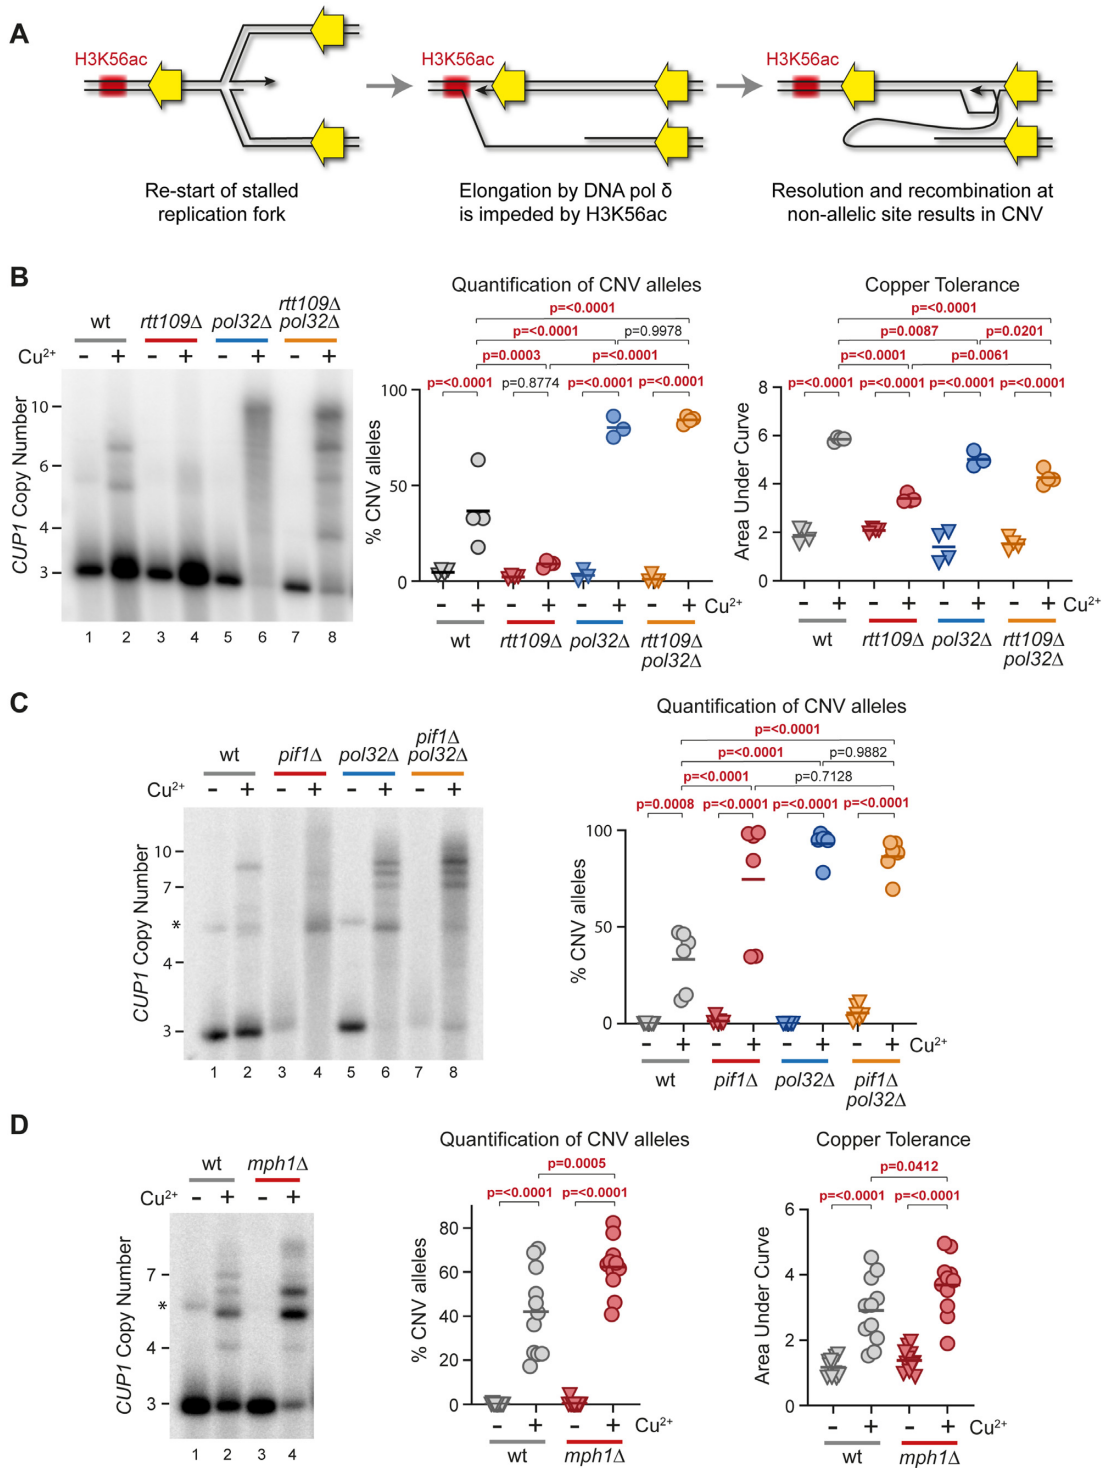 A
H3K56ac
H3K56ac
H3K56ac
Re-start of stalled
replication fork
Elongation by DNA pol δ
is impeded by H3K56ac
Resolution and recombination at
non-allelic site results in CNV
B
wt
rtt109Δ
pol32Δ
rtt109Δ
pol32Δ
Cu²⁺
- + - + - + - +
CUP1 Copy Number
10
6
4
3
1 2 3 4 5 6 7 8
Quantification of CNV alleles
p=<0.0001
p=<0.0001 p=0.9978
p=0.0003 p=<0.0001
p=<0.0001 p=0.8774 p=<0.0001 p=<0.0001
% CNV alleles
100
50
0
- + - + - + - + Cu²⁺
wt rtt109Δ pol32Δ rtt109Δ
pol32Δ
Copper Tolerance
p=<0.0001
p=0.0087 p=0.0201
p=<0.0001 p=0.0061
p=<0.0001 p=<0.0001 p=<0.0001 p=<0.0001
Area Under Curve
8
6
4
2
0
- + - + - + - + Cu²⁺
wt rtt109Δ pol32Δ rtt109Δ
pol32Δ
C
wt
pif1Δ
pol32Δ
pif1Δ
pol32Δ
Cu²⁺
- + - + - + - +
CUP1 Copy Number
10
7
*
4
3
1 2 3 4 5 6 7 8
Quantification of CNV alleles
p=<0.0001
p=<0.0001 p=0.9882
p=<0.0001 p=0.7128
p=0.0008 p=<0.0001 p=<0.0001 p=<0.0001
% CNV alleles
100
50
0
- + - + - + - + Cu²⁺
wt pif1Δ pol32Δ pif1Δ
pol32Δ
D
wt mph1Δ
Cu²⁺
- + - +
CUP1 Copy Number
7
*
4
3
1 2 3 4
Quantification of CNV alleles
p=0.0005
p=<0.0001 p=<0.0001
% CNV alleles
80
60
40
20
0
- + - + Cu²⁺
wt mph1Δ
Copper Tolerance
p=0.0412
p=<0.0001 p=<0.0001
Area Under Curve
6
4
2
0
- + - + Cu²⁺
wt mph1Δ